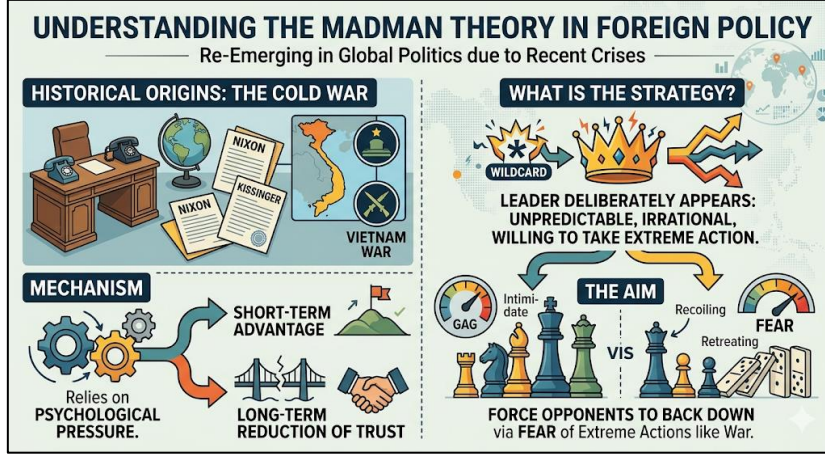 UNDERSTANDING THE MADMAN THEORY IN FOREIGN POLICY
Re-Emerging in Global Politics due to Recent Crises
HISTORICAL ORIGINS: THE COLD WAR
NIXON
KISSINGER
NIXON
VIETNAM
WAR
MECHANISM
Relies on
PSYCHOLOGICAL
PRESSURE.
SHORT-TERM
ADVANTAGE
LONG-TERM
REDUCTION OF TRUST
WHAT IS THE STRATEGY?
*
WILDCARD
LEADER DELIBERATELY APPEARS:
UNPREDICTABLE, IRRATIONAL,
WILLING TO TAKE EXTREME ACTION.
THE AIM
GAG
Intimi-
date
VIS
Recoiling
Retreating
FEAR
FORCE OPPONENTS TO BACK DOWN
via FEAR of Extreme Actions like War.